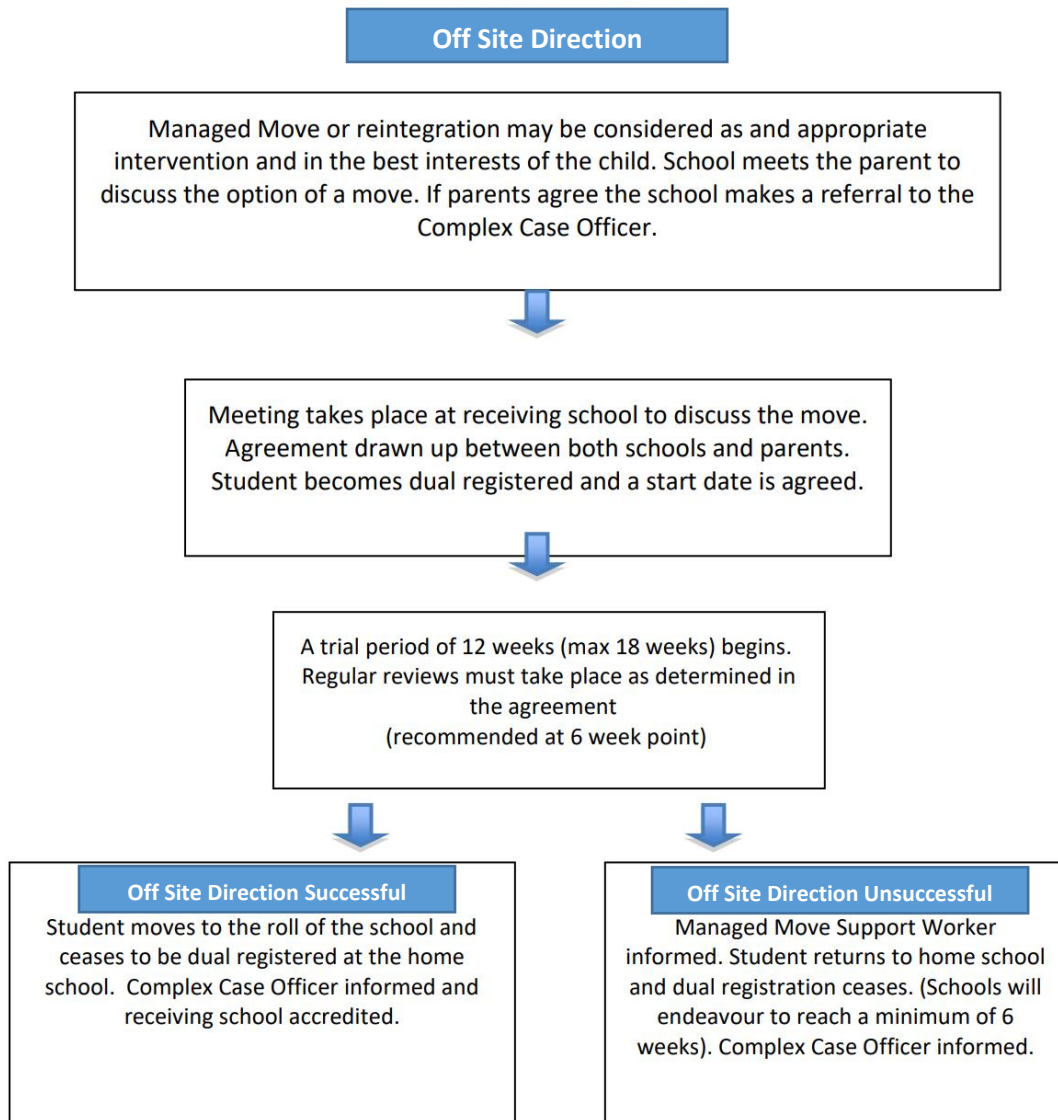 Off Site Direction
Managed Move or reintegration may be considered as and appropriate
intervention and in the best interests of the child. School meets the parent to
discuss the option of a move. If parents agree the school makes a referral to the
Complex Case Officer.
Meeting takes place at receiving school to discuss the move.
Agreement drawn up between both schools and parents.
Student becomes dual registered and a start date is agreed.
A trial period of 12 weeks (max 18 weeks) begins.
Regular reviews must take place as determined in
the agreement
(recommended at 6 week point)
Off Site Direction Successful
Student moves to the roll of the school and
ceases to be dual registered at the home
school.  Complex Case Officer informed and
receiving school accredited.
Off Site Direction Unsuccessful
Managed Move Support Worker
informed. Student returns to home school
and dual registration ceases. (Schools will
endeavour to reach a minimum of 6
weeks). Complex Case Officer informed.